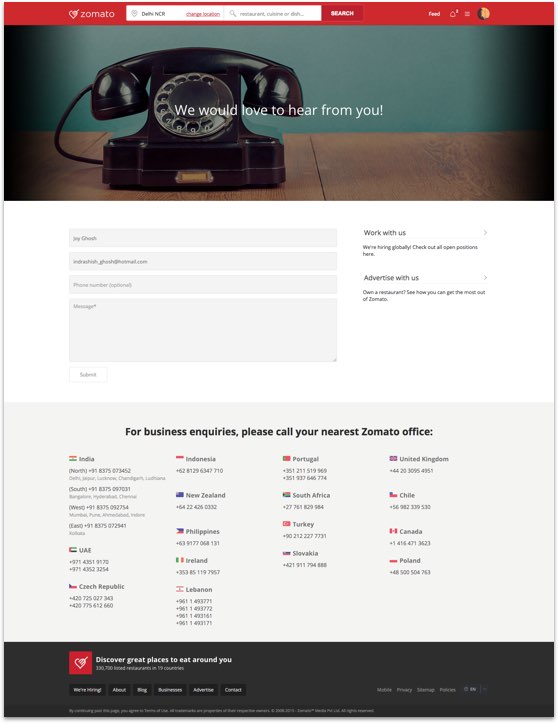 zomato
Delhi NCR
change location
restaurant, cuisine or dish...
SEARCH
Feed
2
We would love to hear from you!
Joy Ghosh
indrashish_ghosh@hotmail.com
Phone number (optional)
Message*
Submit
Work with us
We're hiring globally! Check out all open positions
here.
Advertise with us
Own a restaurant? See how you can get the most out
of Zomato.
For business enquiries, please call your nearest Zomato office:
India
(North) +91 8375 073452
Delhi, Jaipur, Lucknow, Chandigarh, Ludhiana
(South) +91 8375 097031
Bangalore, Hyderabad, Chennai
(West) +91 8375 092754
Mumbai, Pune, Ahmedabad, Indore
(East) +91 8375 072941
Kolkata
UAE
+971 4351 9170
+971 4352 3254
Czech Republic
+420 725 027 343
+420 775 612 660
Indonesia
+62 8129 6347 710
New Zealand
+64 22 426 0332
Philippines
+63 9177 068 131
Ireland
+353 85 119 7957
Lebanon
+961 1 493771
+961 1 493772
+961 1 493161
+961 1 493171
Portugal
+351 211 519 969
+351 937 646 774
South Africa
+27 761 829 984
Turkey
+90 212 227 7731
Slovakia
+421 911 794 888
United Kingdom
+44 20 3095 4951
Chile
+56 982 339 530
Canada
+1 416 471 3623
Poland
+48 500 504 763
Discover great places to eat around you
330,700 listed restaurants in 19 countries
We're Hiring!
About
Blog
Businesses
Advertise
Contact
Mobile
Privacy
Sitemap
Policies
EN
By continuing past this page, you agree to Terms of Use. All trademarks are properties of their respective owners. © 2008-2015 - Zomato™ Media Pvt Ltd. All rights reserved.